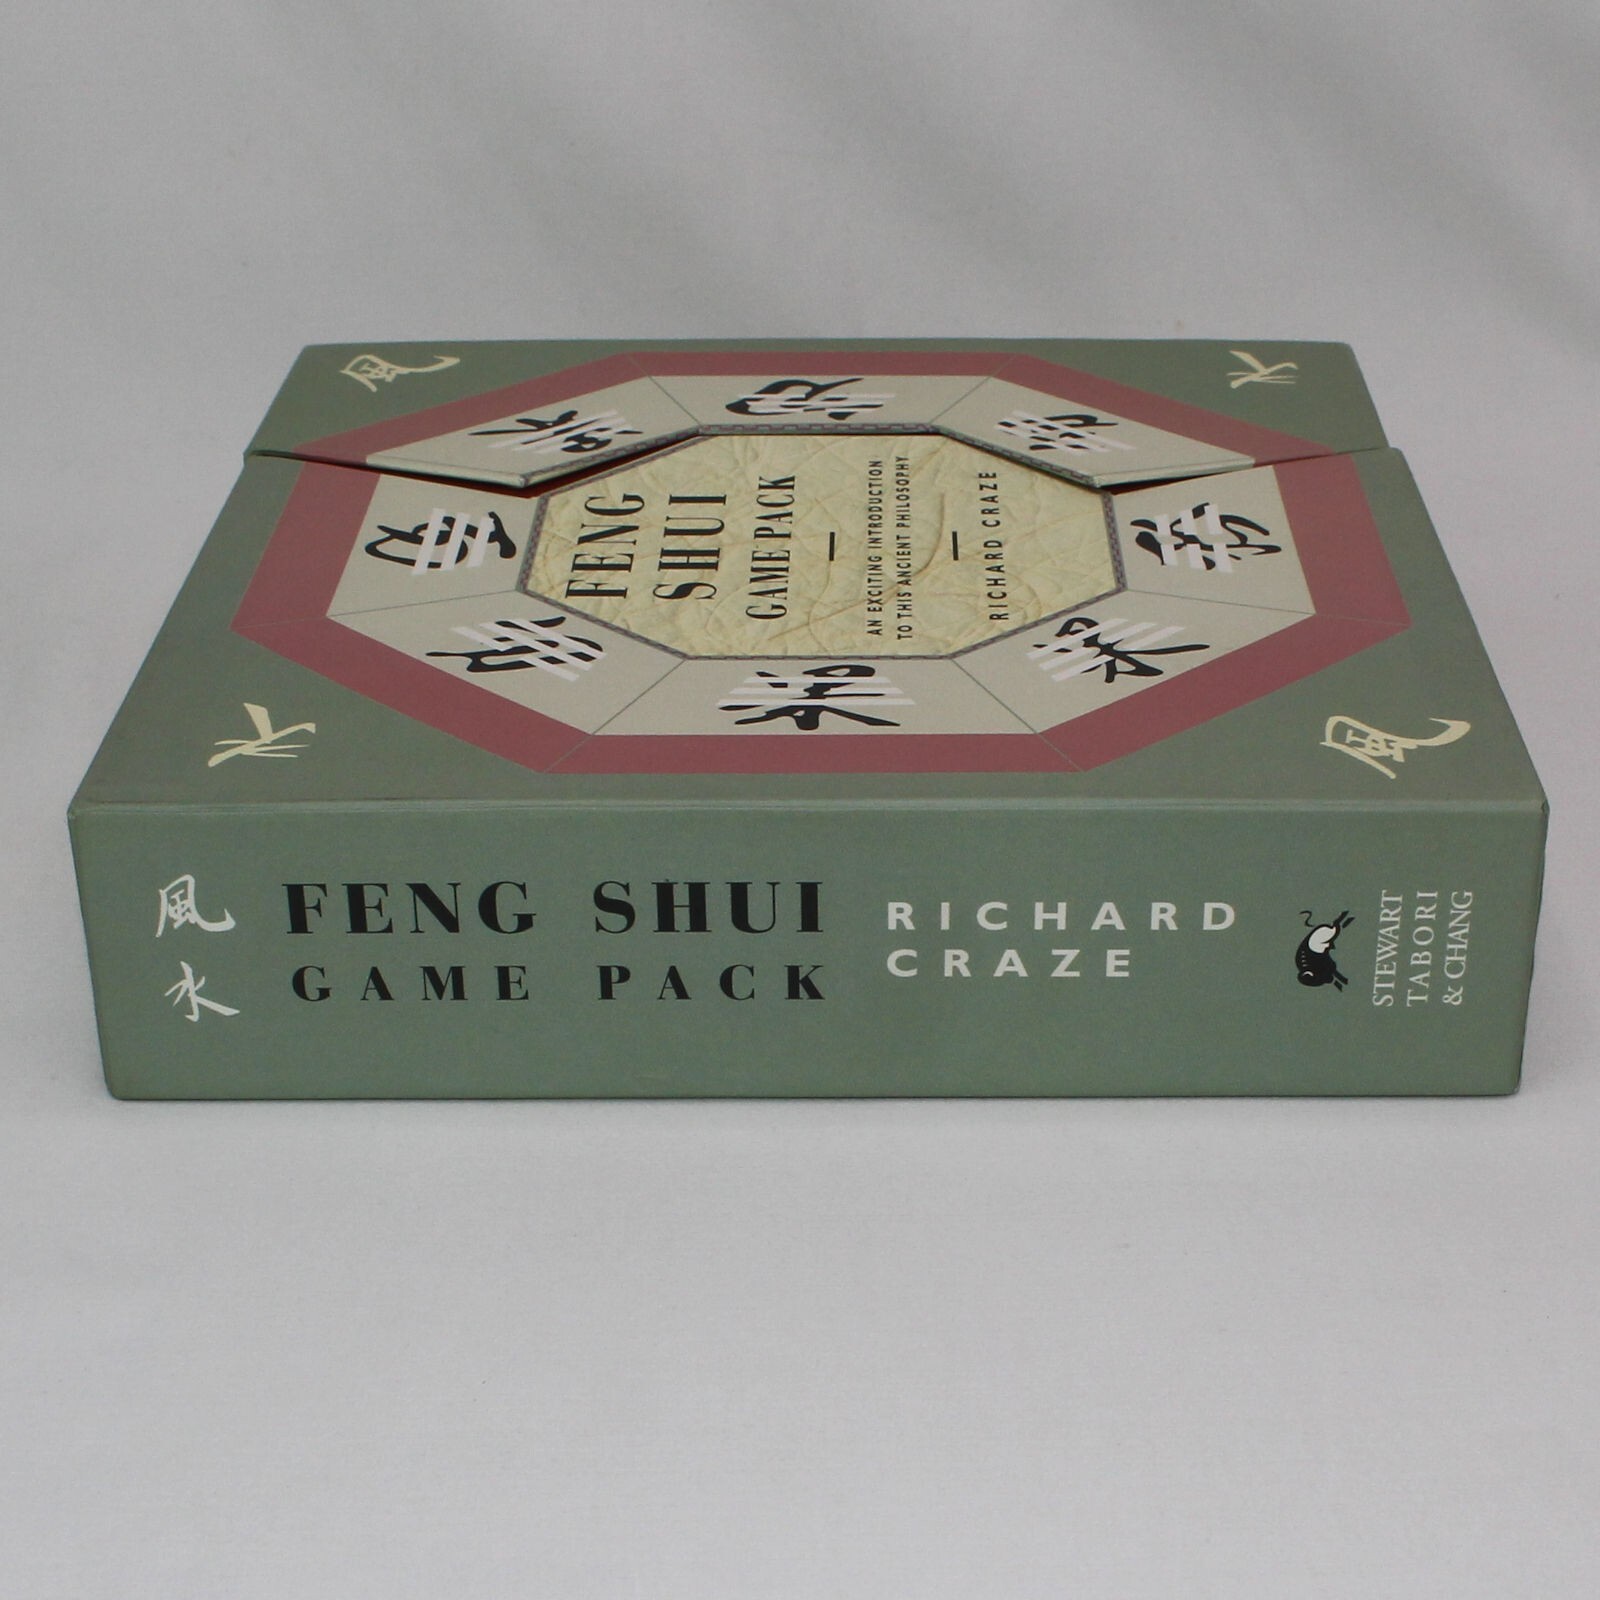 風
水
FENG
SHUI
GAME PACK
AN EXCITING INTRODUCTION
TO THIS ANCIENT PHILOSOPHY
RICHARD CRAZE
水
風
風
水
FENG SHUI
GAME PACK
RICHARD
CRAZE
STEWART
TABORI
& CHANG